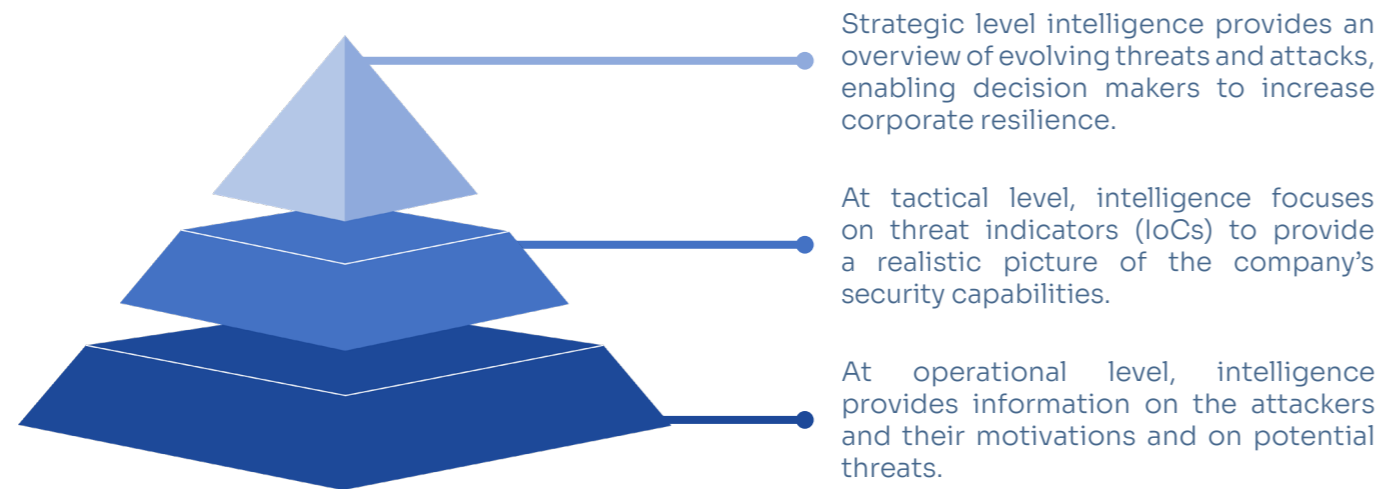 Strategic level intelligence provides an
overview of evolving threats and attacks,
enabling decision makers to increase
corporate resilience.
At tactical level, intelligence focuses
on threat indicators (IoCs) to provide
a realistic picture of the company’s
security capabilities.
At operational level, intelligence
provides information on the attackers
and their motivations and on potential
threats.